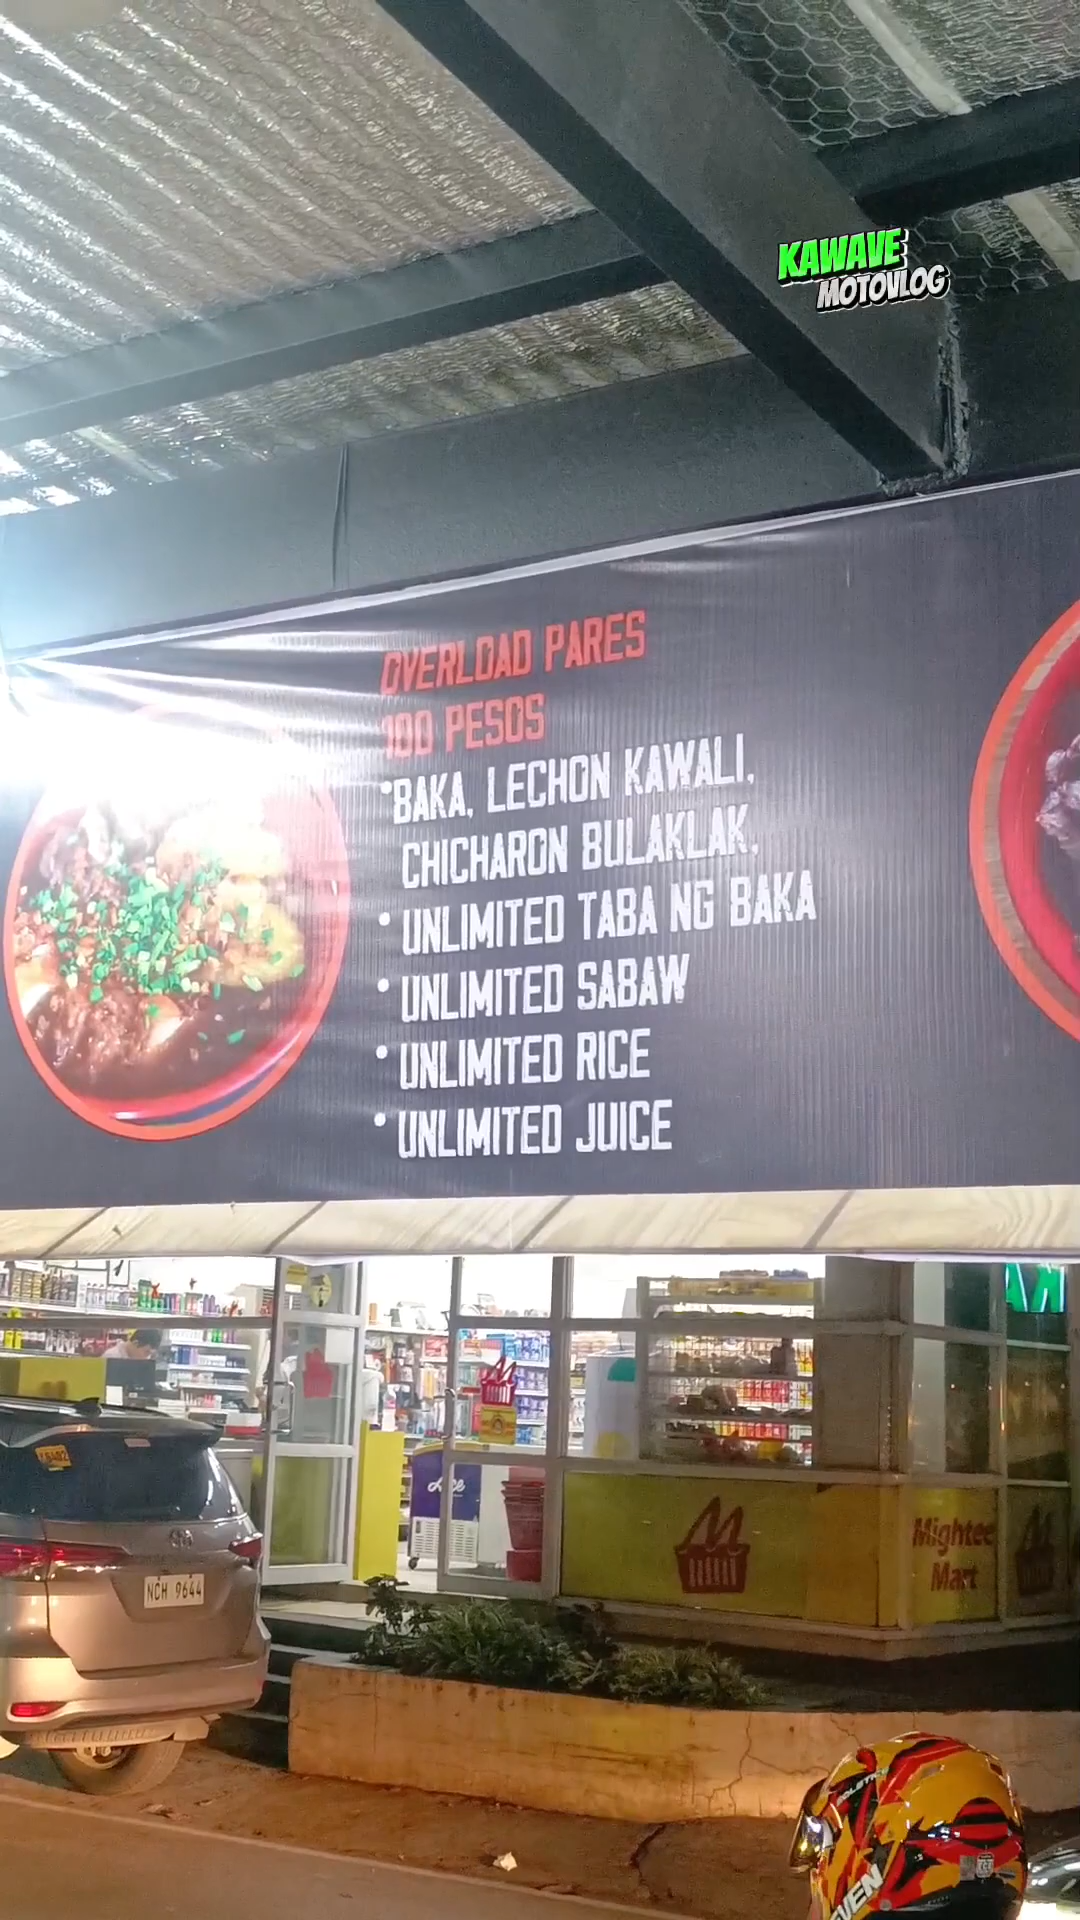 KAWAVE
MOTOVLOG
OVERLOAD PARES
100 PESOS
•BAKA, LECHON KAWALI,
CHICHARON BULAKLAK,
• UNLIMITED TABA NG BAKA
• UNLIMITED SABAW
• UNLIMITED RICE
• UNLIMITED JUICE
Mightee
Mart
NCH 9644